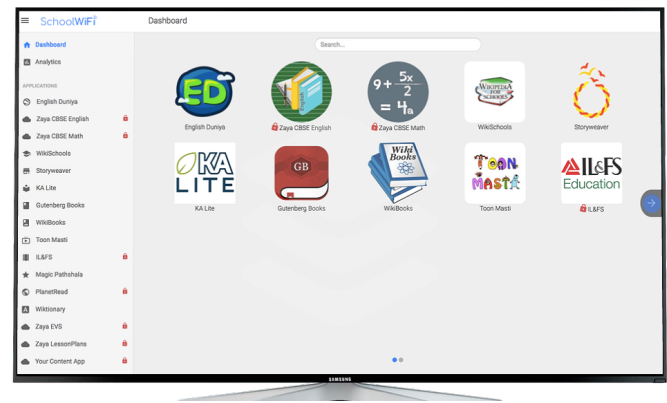 SchoolWiFi
Dashboard
Dashboard
Analytics
APPLICATIONS
English Duniya
Zaya CBSE English
Zaya CBSE Math
WikiSchools
Storyweaver
KA Lite
Gutenberg Books
WikiBooks
Toon Masti
IL&FS
Magic Pathshala
PlanetRead
Wiktionary
Zaya EVS
Zaya LessonPlans
Your Content App
Search...
ED
English
9+ 5x
2
= 4a
WIKIPEDIA
FOR
SCHOOLS
English Duniya
Zaya CBSE English
Zaya CBSE Math
WikiSchools
Storyweaver
KA
LITE
GB
Wiki
Books
TOON
MASTI
IL&FS
Education
KA Lite
Gutenberg Books
WikiBooks
Toon Masti
IL&FS
SAMSUNG